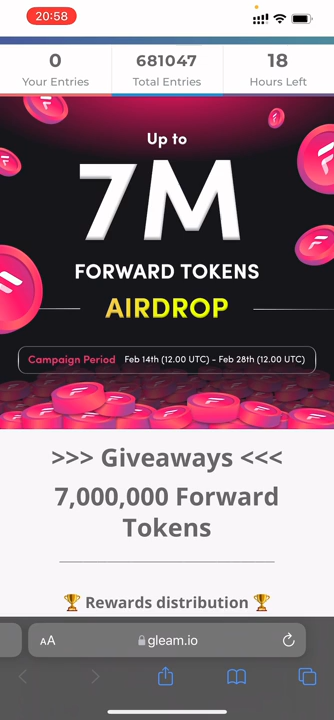 20:58
0
681047
18
Your Entries
Total Entries
Hours Left
Up to
7M
FORWARD TOKENS
AIRDROP
Campaign Period Feb 14th (12.00 UTC) - Feb 28th (12.00 UTC)
>>> Giveaways <<<
7,000,000 Forward
Tokens
🏆 Rewards distribution 🏆
AA
gleam.io